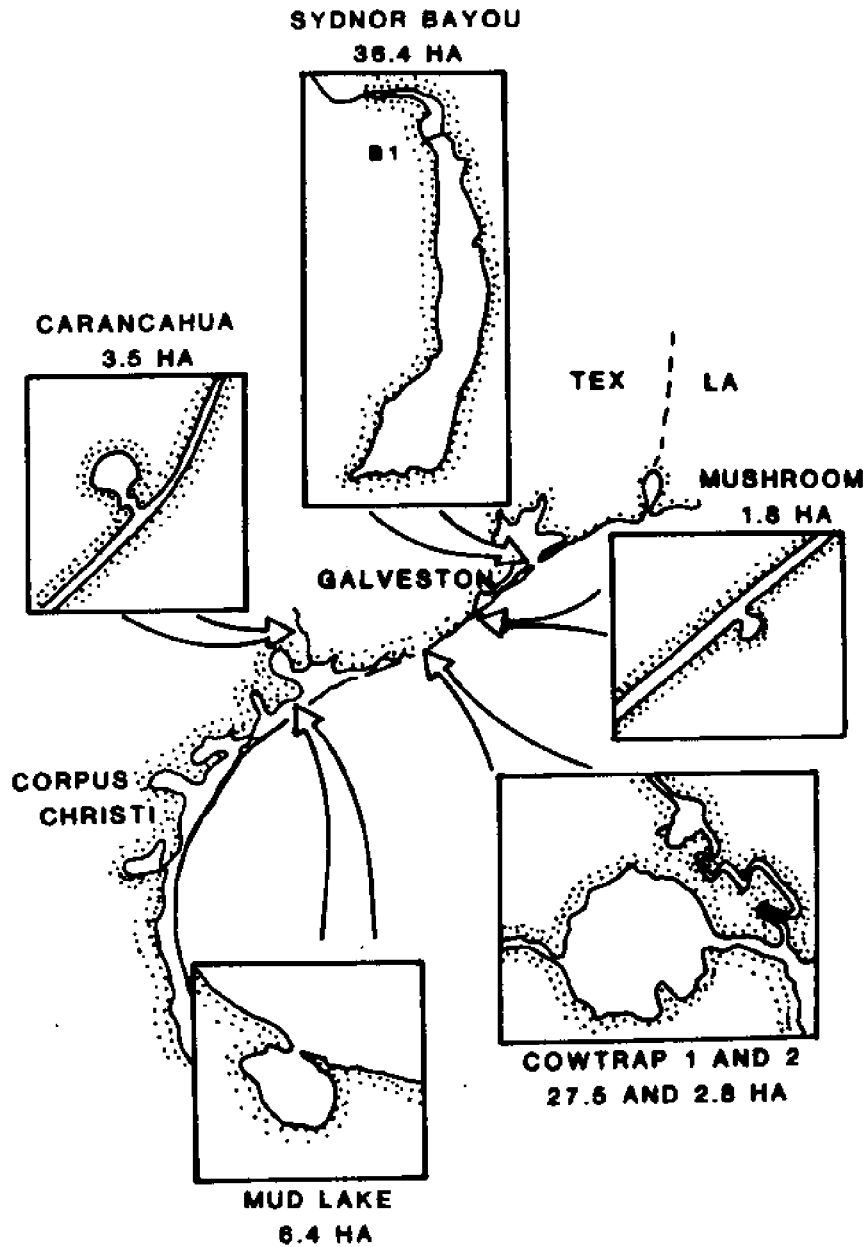 SYDNOR BAYOU
36.4 HA
B1
CARANCAHUA
3.5 HA
TEX LA
MUSHROOM
1.8 HA
GALVESTON
CORPUS
CHRISTI
COWTRAP 1 AND 2
27.5 AND 2.8 HA
MUD LAKE
6.4 HA